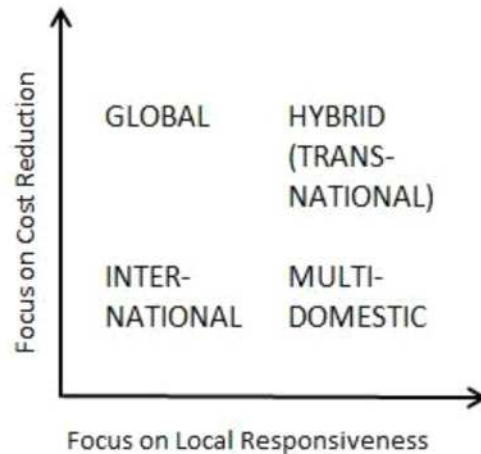 Focus on Cost Reduction
GLOBAL
HYBRID
(TRANS-
NATIONAL)
INTER-
NATIONAL
MULTI-
DOMESTIC
Focus on Local Responsiveness